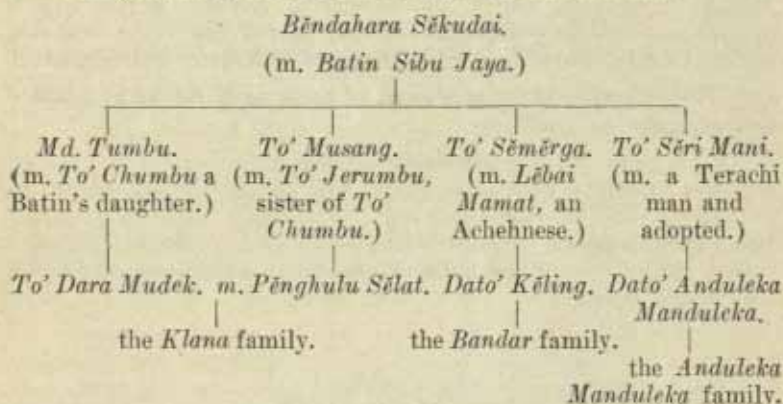 Bĕndahara Sĕkudai.
(m. Batin Sibu Jaya.)
Md. Tumbu. To' Musang. To' Sĕmĕrga. To' Sĕri Mani.
(m. To' Chumbu a (m. To' Jerumbu, (m. Lĕbai (m. a Terachi
Batin's daughter.) sister of To' Mamat, an man and
Chumbu.) Achehnese.) adopted.)
To' Dara Mudek. m. Pĕnghulu Sĕlat. Dato' Kĕling. Dato' Anduleka
Manduleka.
the Klana family. the Bandar family.
the Anduleka
Manduleka family.